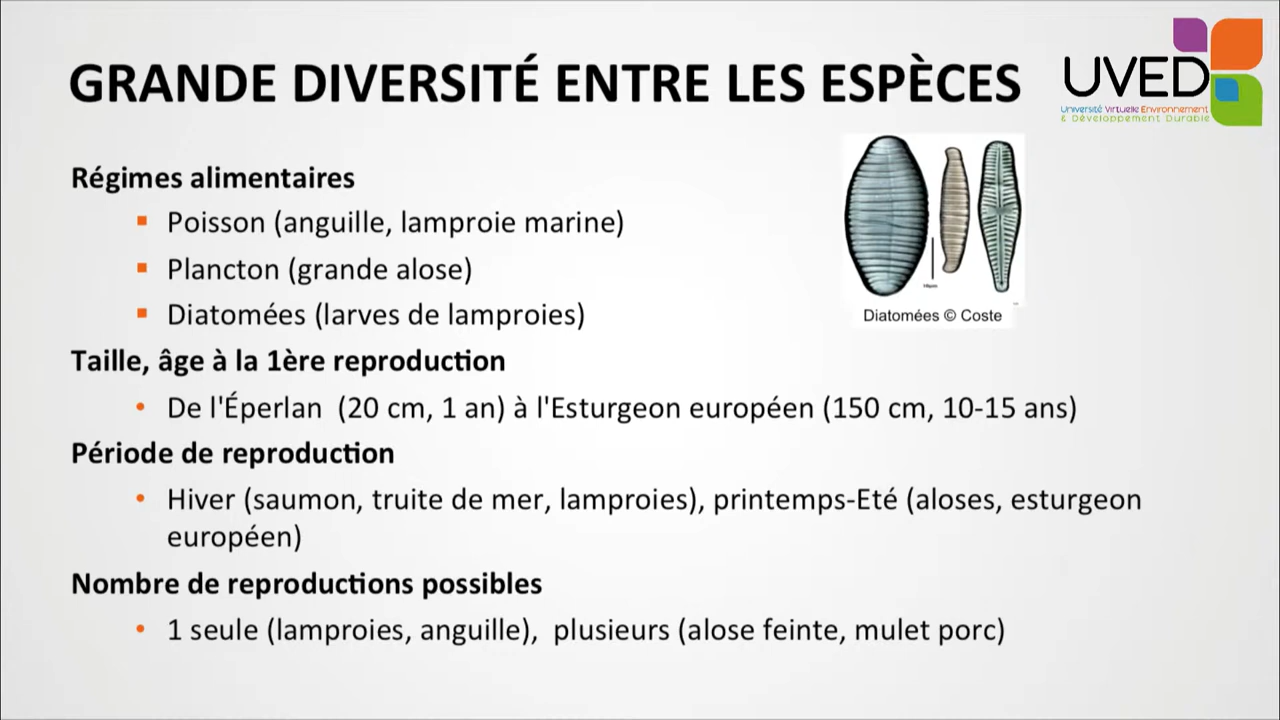 GRANDE DIVERSITÉ ENTRE LES ESPÈCES
UVED
Université Virtuelle Environnement
& Développement Durable
Régimes alimentaires
Poisson (anguille, lamproie marine)
Plancton (grande alose)
Diatomées (larves de lamproies)
Diatomées © Coste
Taille, âge à la 1ère reproduction
De l'Éperlan (20 cm, 1 an) à l'Esturgeon européen (150 cm, 10-15 ans)
Période de reproduction
Hiver (saumon, truite de mer, lamproies), printemps-Eté (aloses, esturgeon
européen)
Nombre de reproductions possibles
1 seule (lamproies, anguille), plusieurs (alose feinte, mulet porc)